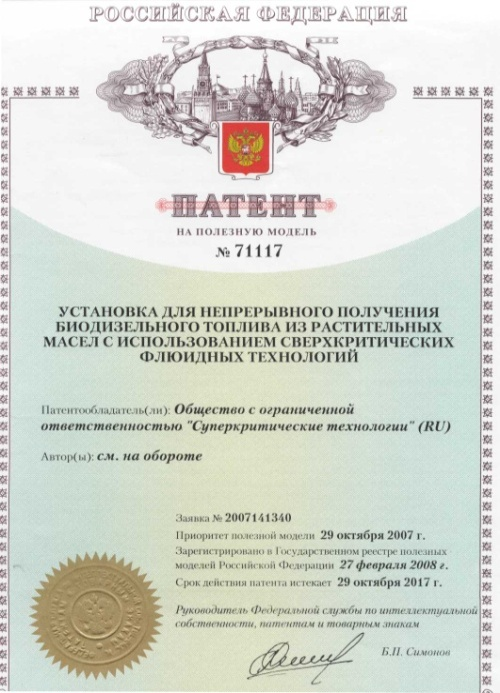 РОССИЙСКАЯ ФЕДЕРАЦИЯ
ПАТЕНТ
НА ПОЛЕЗНУЮ МОДЕЛЬ
№ 71117
УСТАНОВКА ДЛЯ НЕПРЕРЫВНОГО ПОЛУЧЕНИЯ
БИОДИЗЕЛЬНОГО ТОПЛИВА ИЗ РАСТИТЕЛЬНЫХ
МАСЕЛ С ИСПОЛЬЗОВАНИЕМ СВЕРХКРИТИЧЕСКИХ
ФЛЮИДНЫХ ТЕХНОЛОГИЙ
Патентообладатель(ли): Общество с ограниченной
ответственностью "Суперкритические технологии" (RU)
Автор(ы): см. на обороте
Заявка № 2007141340
Приоритет полезной модели 29 октября 2007 г.
Зарегистрировано в Государственном реестре полезных
моделей Российской Федерации 27 февраля 2008 г.
Срок действия патента истекает 29 октября 2017 г.
Руководитель Федеральной службы по интеллектуальной
собственности, патентам и товарным знакам
Б.П. Симонов